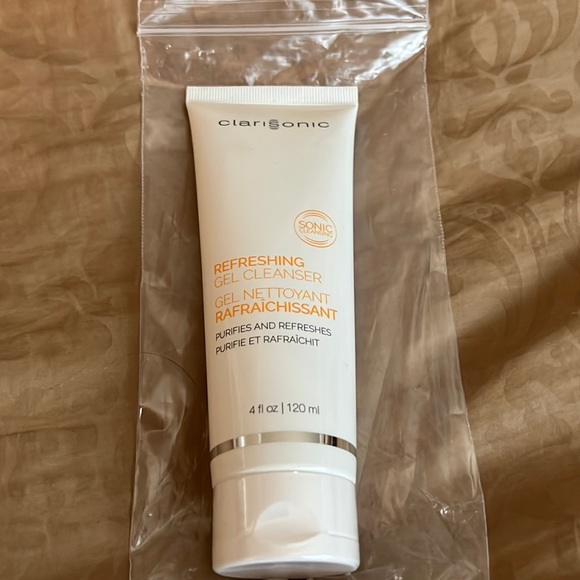 clarisonic
SONIC
CLEANSING
REFRESHING
GEL CLEANSER
GEL NETTOYANT
RAFRAÎCHISSANT
PURIFIES AND REFRESHES
PURIFIE ET RAFRAÎCHIT
4 fl oz | 120 ml